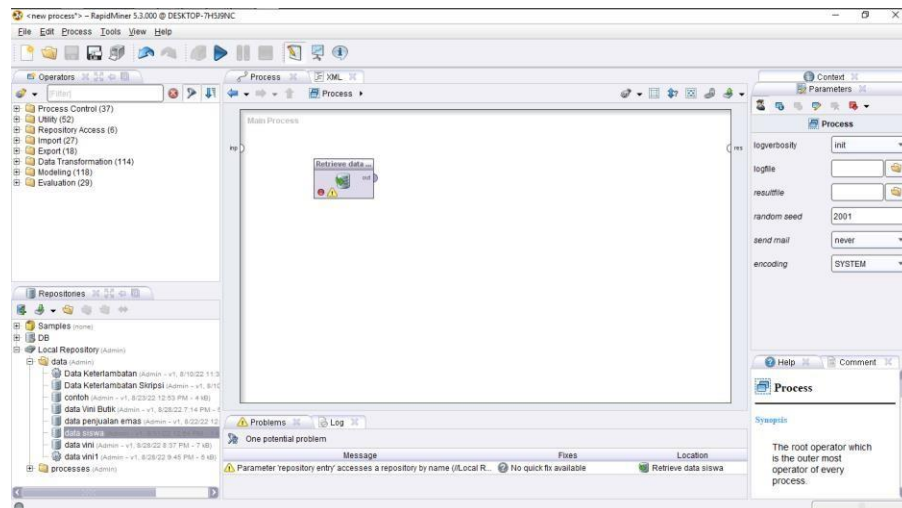 <new process*> – RapidMiner 5.3.000 @ DESKTOP-7H5J9NC
File Edit Process Tools View Help
Operators
[Filter]
Process Control (37)
Utility (52)
Repository Access (6)
Import (27)
Export (18)
Data Transformation (114)
Modeling (118)
Evaluation (29)
Repositories
Samples (none)
DB
Local Repository (Admin)
data (Admin)
Data Keterlambatan (Admin - v1, 8/10/22 11:3
Data Keterlambatan Skripsi (Admin - v1, 8/10
contoh (Admin - v1, 8/23/22 12:53 PM - 4 kB)
data Vini Butik (Admin - v1, 8/28/22 7:14 PM -
data penjualan emas (Admin - v1, 8/22/22 12:
data siswa
data vini (Admin - v1, 8/26/22 8:37 PM - 7 kB)
data vini1 (Admin - v1, 8/28/22 9:45 PM - 8 kB)
processes (Admin)
Process XML
Process
Main Process
inp
res
Retrieve data ...
out
Problems Log
One potential problem
Message Fixes Location
Parameter 'repository entry' accesses a repository by name (//Local R... No quick fix available Retrieve data siswa
Context
Parameters
Process
logverbosity init
logfile
resultfile
random seed 2001
send mail never
encoding SYSTEM
Help Comment
Process
Synopsis
The root operator which
is the outer most
operator of every
process.